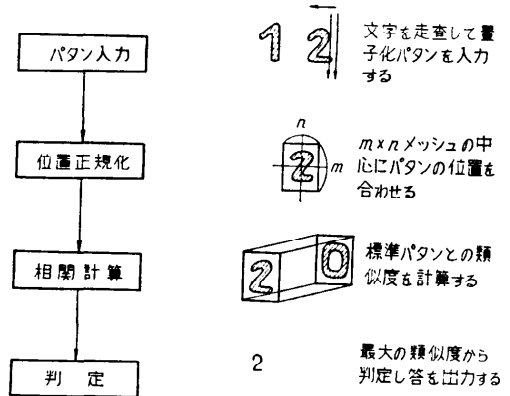 パタン入力
1 2
文字を走査して量
子化パタンを入力
する
位置正規化
n
2
m
m×nメッシュの中
心にパタンの位置を
合わせる
相関計算
2 0
標準パタンとの類
似度を計算する
判定
2
最大の類似度から
判定し答を出力する